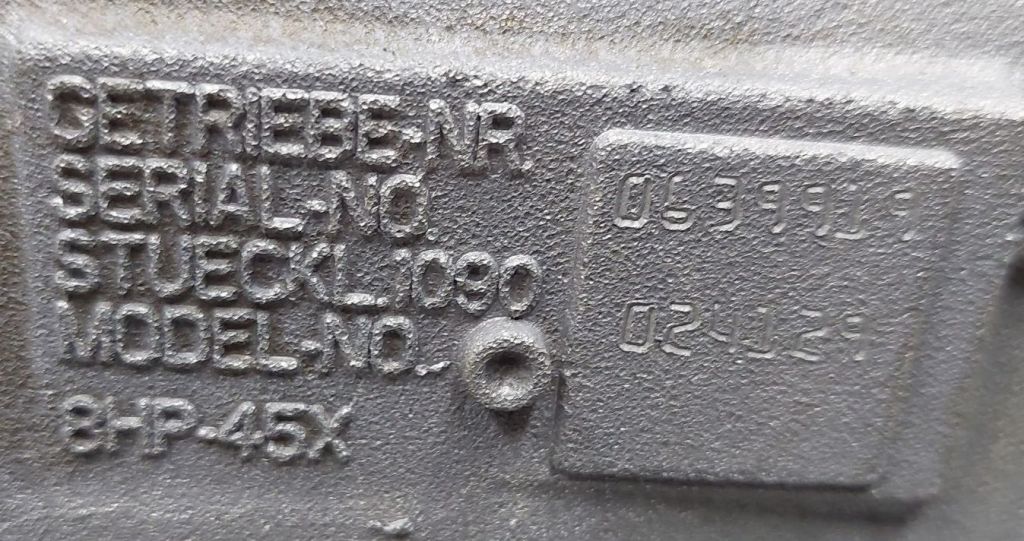 GETRIEBE-NR.
SERIAL-NO.
STUECKL.1090
MODEL-NO.-
8HP-45X
0639919
024129